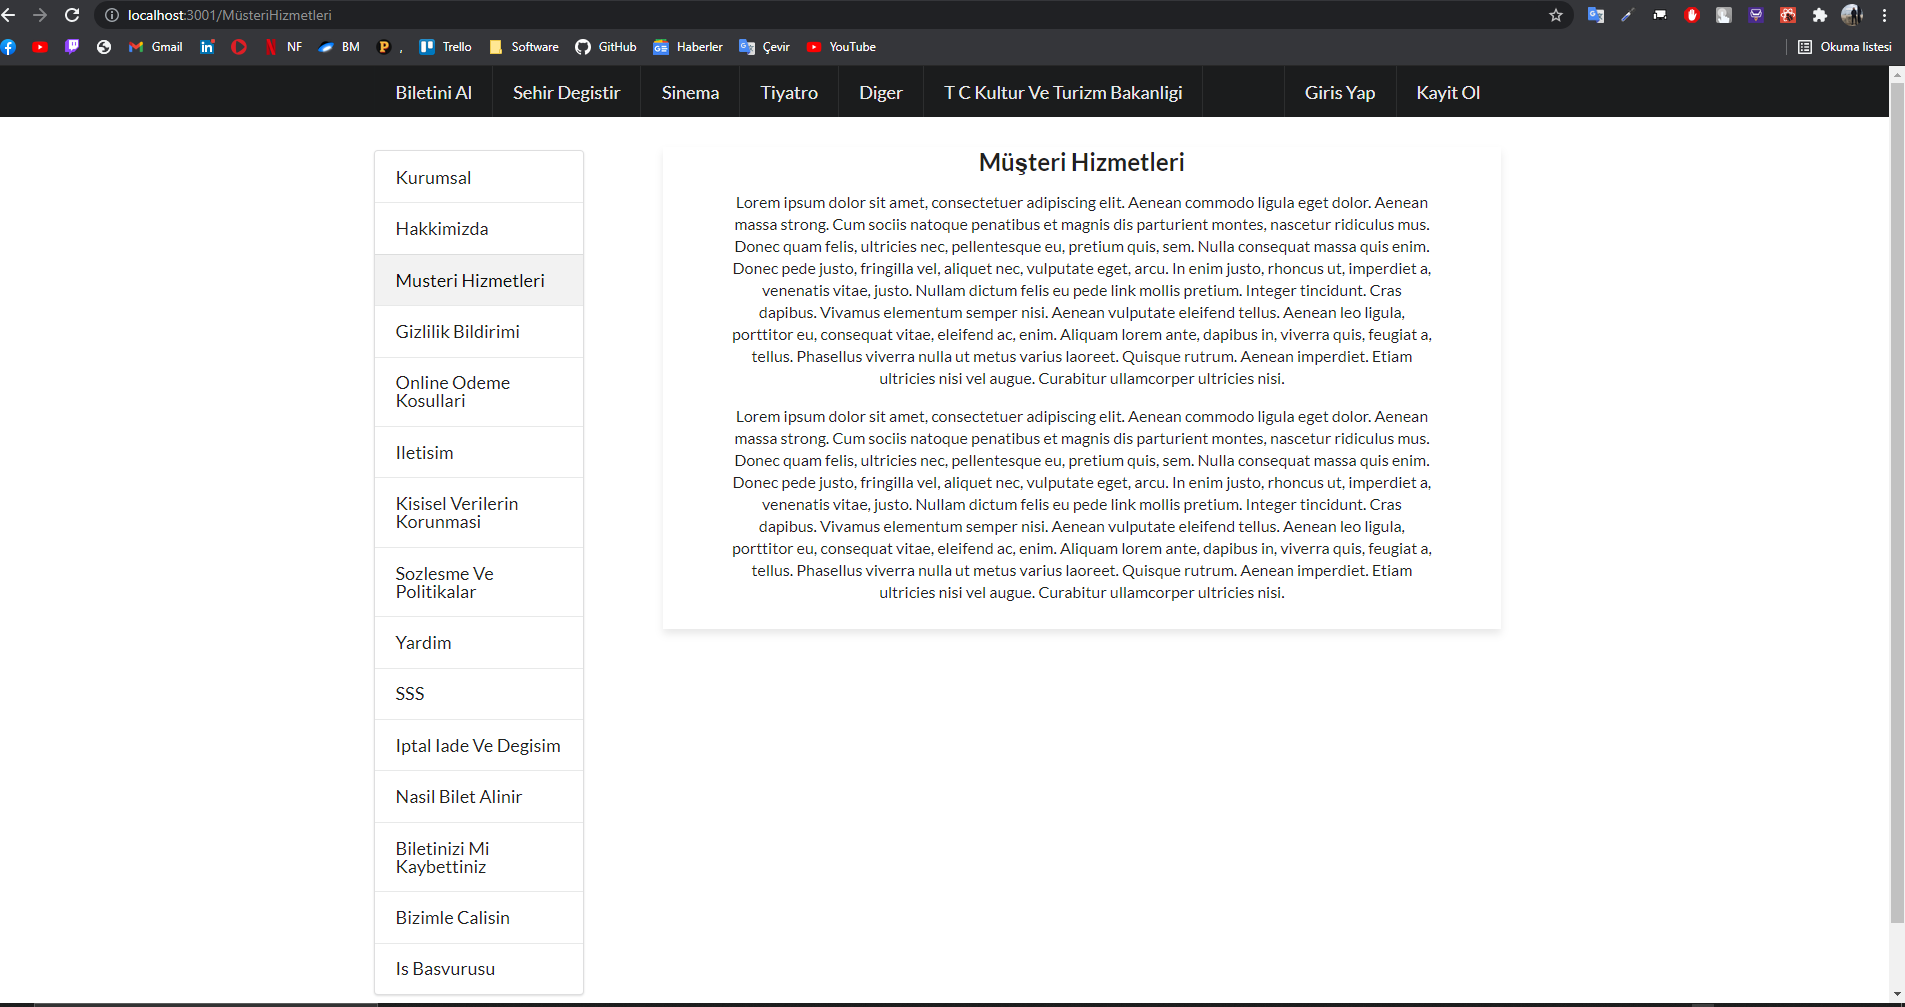 localhost:3001/MüsteriHizmetleri
Gmail NF BM , Trello Software GitHub Haberler Çevir YouTube Okuma listesi
Biletini Al Sehir Degistir Sinema Tiyatro Diger T C Kultur Ve Turizm Bakanligi Giris Yap Kayit Ol
Kurumsal
Hakkimizda
Musteri Hizmetleri
Gizlilik Bildirimi
Online Odeme
Kosullari
Iletisim
Kisisel Verilerin
Korunmasi
Sozlesme Ve
Politikalar
Yardim
SSS
Iptal Iade Ve Degisim
Nasil Bilet Alinir
Biletinizi Mi
Kaybettiniz
Bizimle Calisin
Is Basvurusu
Müşteri Hizmetleri
Lorem ipsum dolor sit amet, consectetuer adipiscing elit. Aenean commodo ligula eget dolor. Aenean
massa strong. Cum sociis natoque penatibus et magnis dis parturient montes, nascetur ridiculus mus.
Donec quam felis, ultricies nec, pellentesque eu, pretium quis, sem. Nulla consequat massa quis enim.
Donec pede justo, fringilla vel, aliquet nec, vulputate eget, arcu. In enim justo, rhoncus ut, imperdiet a,
venenatis vitae, justo. Nullam dictum felis eu pede link mollis pretium. Integer tincidunt. Cras
dapibus. Vivamus elementum semper nisi. Aenean vulputate eleifend tellus. Aenean leo ligula,
porttitor eu, consequat vitae, eleifend ac, enim. Aliquam lorem ante, dapibus in, viverra quis, feugiat a,
tellus. Phasellus viverra nulla ut metus varius laoreet. Quisque rutrum. Aenean imperdiet. Etiam
ultricies nisi vel augue. Curabitur ullamcorper ultricies nisi.
Lorem ipsum dolor sit amet, consectetuer adipiscing elit. Aenean commodo ligula eget dolor. Aenean
massa strong. Cum sociis natoque penatibus et magnis dis parturient montes, nascetur ridiculus mus.
Donec quam felis, ultricies nec, pellentesque eu, pretium quis, sem. Nulla consequat massa quis enim.
Donec pede justo, fringilla vel, aliquet nec, vulputate eget, arcu. In enim justo, rhoncus ut, imperdiet a,
venenatis vitae, justo. Nullam dictum felis eu pede link mollis pretium. Integer tincidunt. Cras
dapibus. Vivamus elementum semper nisi. Aenean vulputate eleifend tellus. Aenean leo ligula,
porttitor eu, consequat vitae, eleifend ac, enim. Aliquam lorem ante, dapibus in, viverra quis, feugiat a,
tellus. Phasellus viverra nulla ut metus varius laoreet. Quisque rutrum. Aenean imperdiet. Etiam
ultricies nisi vel augue. Curabitur ullamcorper ultricies nisi.